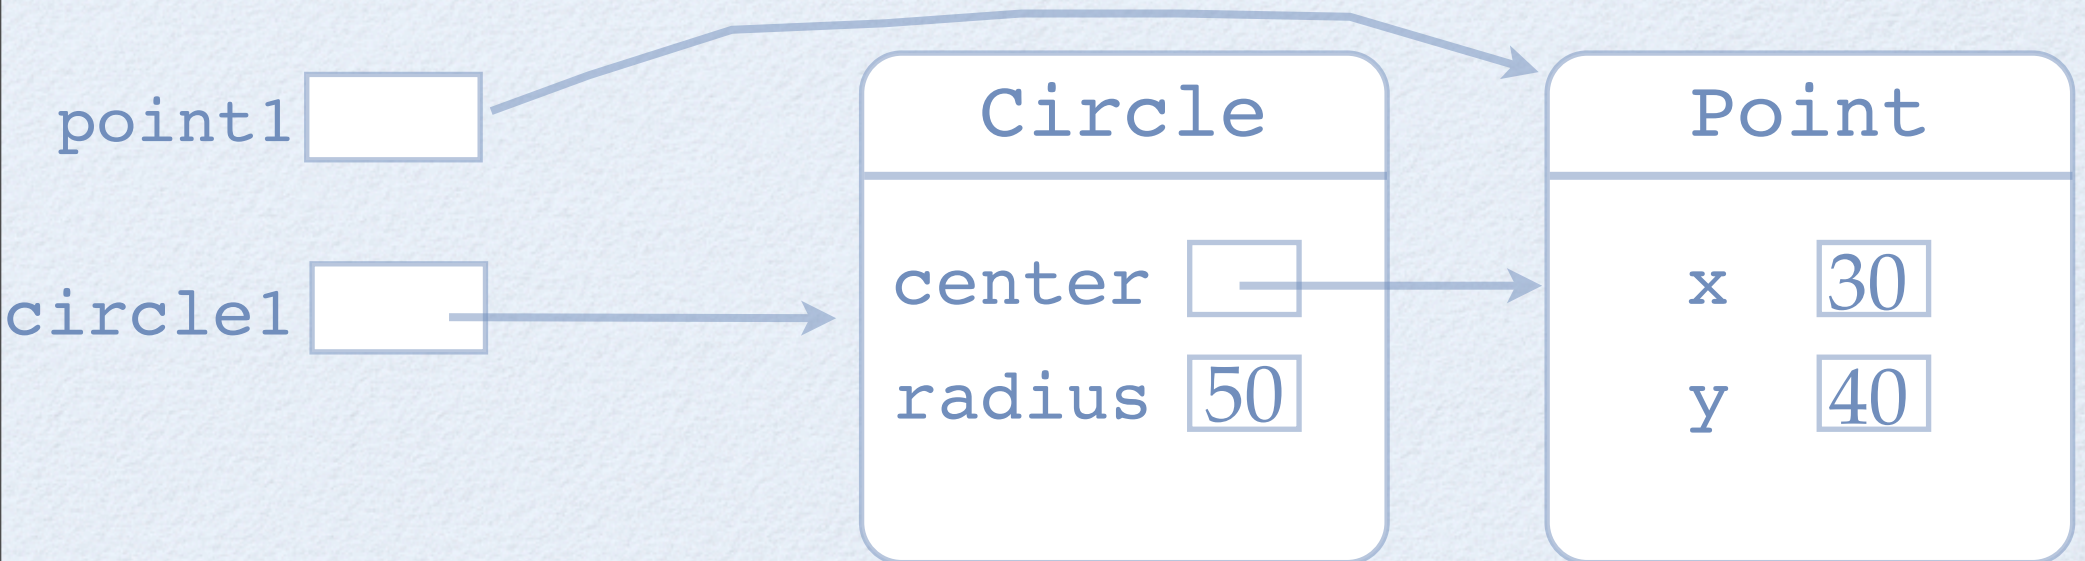 point1
circle1
Circle
center
radius 50
Point
x 30
y 40